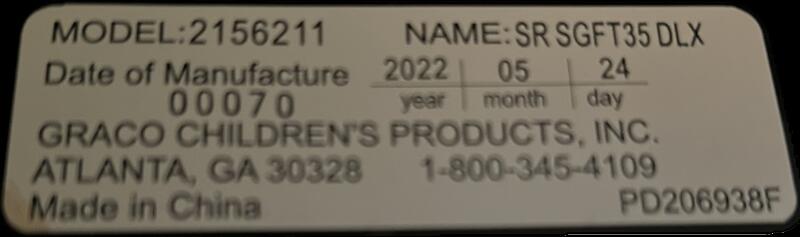 MODEL:2156211 NAME:SR SGFT35 DLX
Date of Manufacture 2022 05 24
00070 year month day
GRACO CHILDREN'S PRODUCTS, INC.
ATLANTA, GA 30328 1-800-345-4109
Made in China PD206938F